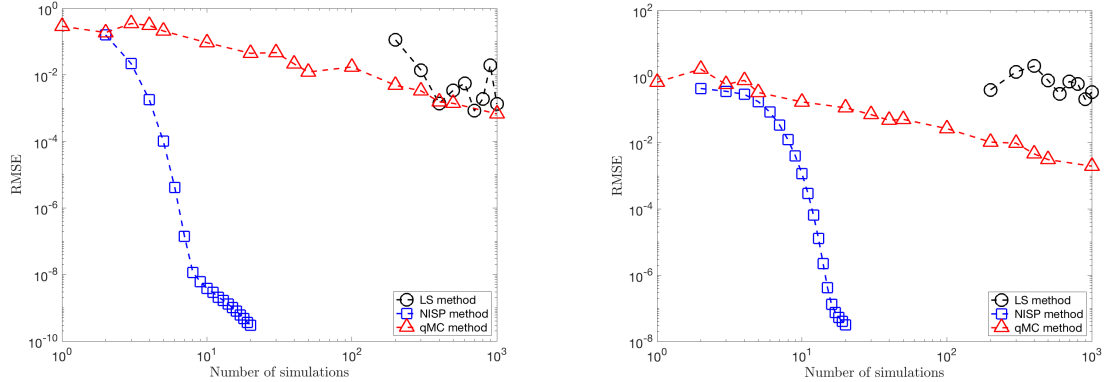 10^0
10^-2
10^-4
10^-6
10^-8
10^-10
RMSE
10^0
10^1
10^2
10^3
Number of simulations
LS method
NISP method
qMC method
10^2
10^0
10^-2
10^-4
10^-6
10^-8
RMSE
10^0
10^1
10^2
10^3
Number of simulations
LS method
NISP method
qMC method